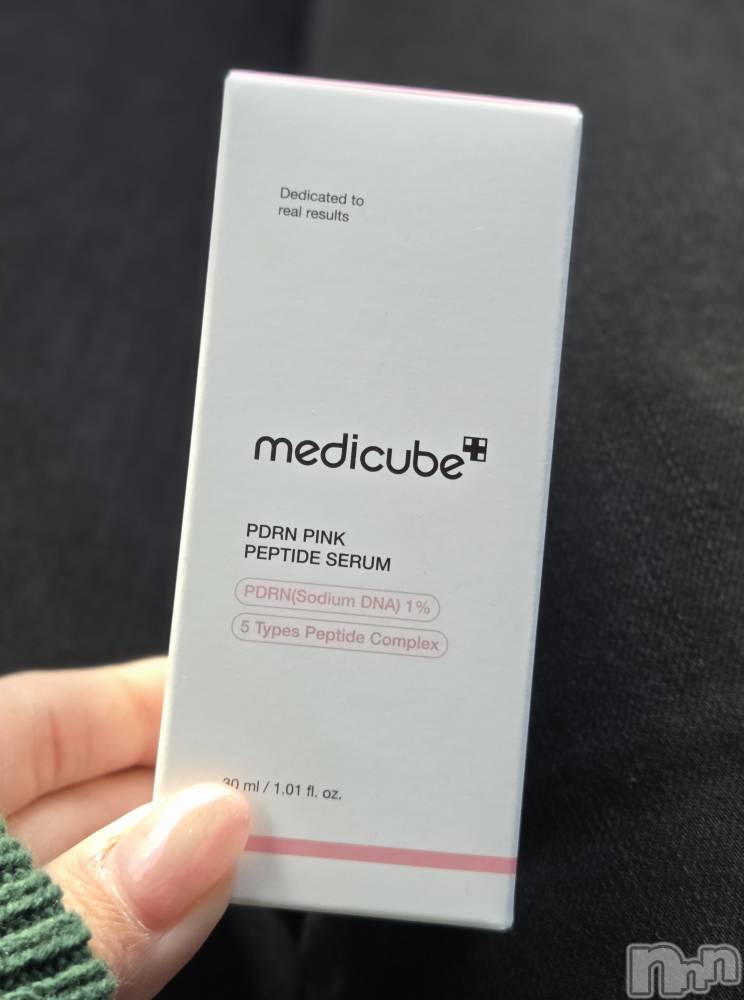 Dedicated to
real results
medicube
PDRN PINK
PEPTIDE SERUM
PDRN(Sodium DNA) 1%
5 Types Peptide Complex
30 ml / 1.01 fl. oz.
nnn